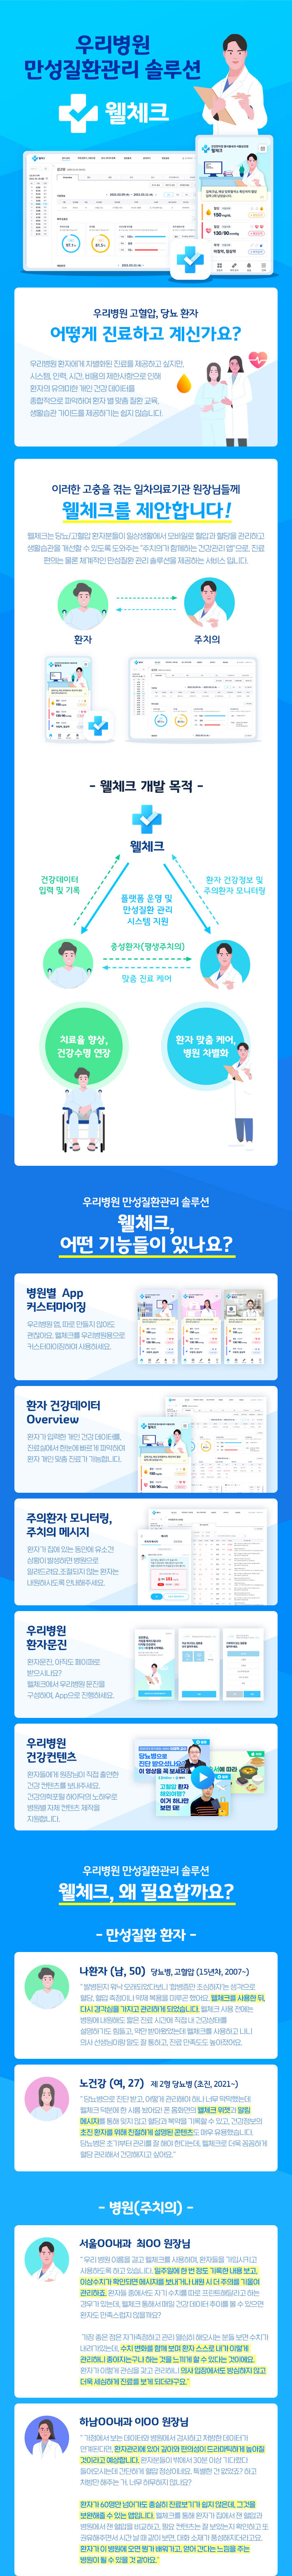 우리병원
만성질환관리 솔루션
웰체크
우리병원 고혈압, 당뇨 환자
어떻게 진료하고 계신가요?
우리병원 환자에게 차별화된 진료를 제공하고 싶지만,
시스템, 인력, 시간, 비용의 제한사항으로 인해
환자의 유의미한 개인 건강 데이터를
종합적으로 파악하여 환자 별 맞춤 질환 교육,
생활습관 가이드를 제공하기는 쉽지 않습니다.
이러한 고충을 겪는 일차의료기관 원장님들께
웰체크를 제안합니다!
웰체크는 당뇨/고혈압 환자분들이 일상생활에서 모바일로 혈압과 혈당을 관리하고
생활습관을 개선할 수 있도록 도와주는 "주치의가 함께하는 건강관리 앱"으로, 진료
편의는 물론 체계적인 만성질환 관리 솔루션을 제공하는 서비스 입니다.
환자
주치의
- 웰체크 개발 목적 -
웰체크
건강데이터
입력 및 기록
환자 건강정보 및
주의환자 모니터링
플랫폼 운영 및
만성질환 관리
시스템 지원
충성환자(평생주치의)
맞춤 진료 케어
치료율 향상,
건강수명 연장
환자 맞춤 케어,
병원 차별화
우리병원 만성질환관리 솔루션
웰체크,
어떤 기능들이 있나요?
병원별 App
커스터마이징
우리병원 앱, 따로 만들지 않아도
괜찮아요. 웰체크를 우리병원용으로
커스터마이징하여 사용하세요.
환자 건강데이터
Overview
환자가 입력한 개인 건강 데이터를,
진료실에서 한눈에 빠르게 파악하여
환자 개인 맞춤 진료가 가능합니다.
주의환자 모니터링,
주치의 메시지
환자가 집에 있는 동안에 유소견
상황이 발생하면 병원으로
알려드려요. 조절되지 않는 환자는
내원하시도록 안내해주세요.
우리병원
환자문진
환자문진, 아직도 페이퍼로
받으시나요?
웰체크에서 우리병원 문진을
구성하여, App으로 진행하세요.
우리병원
건강컨텐츠
환자들에게 원장님이 직접 출연한
건강 컨텐츠를 보내주세요.
건강의학포털 하이닥의 노하우로
병원별 자체 컨텐츠 제작을
지원합니다.
당뇨병으로
진단 받으셨나요?
이 영상을 꼭 보세요
고혈압 환자
해외여행?
이거 하나만
보면 돼!
우리병원 만성질환관리 솔루션
웰체크, 왜 필요할까요?
- 만성질환 환자 -
나환자 (남, 50) 당뇨병, 고혈압 (15년차, 2007~)
" 발병된지 워낙 오래되었다보니 '합병증만 조심하자'는 생각으로
혈당, 혈압 측정이나 약제 복용을 미루곤 했어요. 웰체크를 사용한 뒤,
다시 경각심을 가지고 관리하게 되었습니다. 웰체크 사용 전에는
병원에 내원해도 짧은 진료 시간에 직접 내 건강상태를
설명하기도 힘들고, 약만 받아왔었는데 웰체크를 사용하고 나니
의사 선생님이랑 말도 잘 통하고, 진료 만족도도 높아졌어요.
노건강 (여, 27) 제 2형 당뇨병 (초진, 2021~)
" 당뇨병으로 진단 받고, 어떻게 관리해야 하나 너무 막막했는데
웰체크 덕분에 한 시름 놨어요! 폰 홈화면의 웰체크 위젯과 알림
메시지를 통해 잊지 않고 혈당과 복약을 기록할 수 있고, 건강정보의
초진 환자를 위해 친절하게 설명된 콘텐츠도 매우 유용했습니다.
당뇨병은 초기부터 관리를 잘 해야 한다는데, 웰체크로 더욱 꼼꼼하게
혈당 관리해서 건강해지고 싶어요."
- 병원(주치의) -
서울OO내과 최OO 원장님
" 우리 병원 이름을 걸고 웰체크를 사용하여, 환자들을 가입시키고
사용하도록 하고 있습니다. 일주일에 한 번 정도 기록한 내용 보고,
이상수치가 확인되면 메시지를 보내거나 내원 시 더 주의를 기울여
관리하죠. 환자들 중에서도 자기 수치를 따로 프린트해달라고 하는
경우가 있는데, 웰체크 통해서 매일 건강 데이터 추이를 볼 수 있으면
환자도 만족스럽지 않을까요?
가장 좋은 점은 자가측정하고 관리 열심히 해오시는 분들 보면 수치가
내려가있는데, 수치 변화를 함께 보며 환자 스스로 내가 이렇게
관리하니 좋아지는구나 하는 것을 느끼게 할 수 있다는 것이에요.
환자가 이렇게 관심을 갖고 관리하니 의사 입장에서도 방심하지 않고
더욱 세심하게 진료를 보게 되더라구요."
하남OO내과 이OO 원장님
" 가정에서 보는 데이터와 병원에서 검사하고 처방한 데이터가
연계된다면, 환자관리에 있어 깊이와 편의성이 드라마틱하게 높아질
것이라고 예상합니다. 환자분들이 밖에서 30분 이상 기다렸다
들어오시는데 간단하게 혈압 정상이네요. 특별한 건 없었죠? 하고
처방만 해주는 거, 너무 허무하지 않나요?
환자가 60명만 넘어가도 충실히 진료보기가 쉽지 않은데, 그것을
보완해줄 수 있는 앱입니다. 웰체크를 통해 환자가 집에서 잰 혈압과
병원에서 잰 혈압을 비교하고, 필요 컨텐츠는 잘 보았는지 확인하고 또
권유해주면서 시간 날 때 같이 보면, 대화 소재가 풍성해지더라고요.
환자가 이 병원에 오면 뭔가 배워가고, 얻어 간다는 느낌을 주는
병원이 될 수 있을 것 같아요."